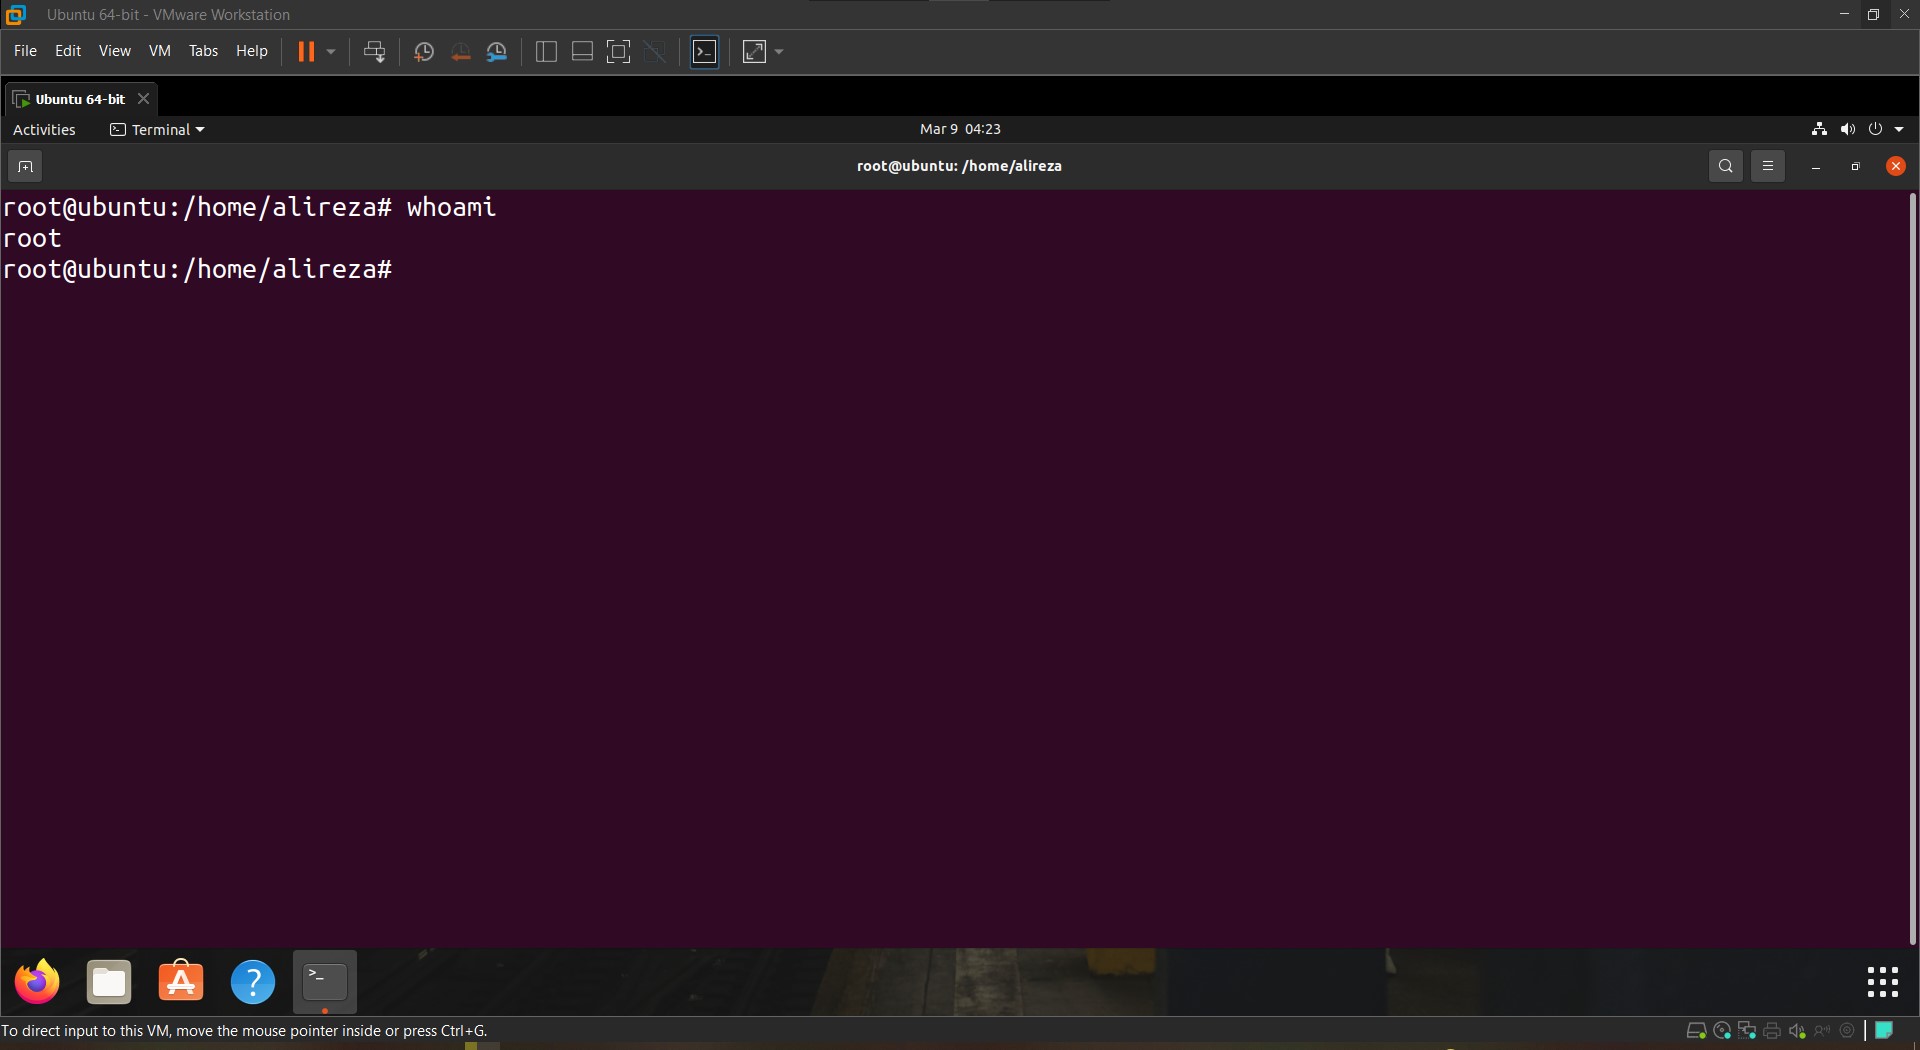 Ubuntu 64-bit - VMware Workstation
File Edit View VM Tabs Help
Ubuntu 64-bit
Activities Terminal Mar 9 04:23
root@ubuntu: /home/alireza
root@ubuntu:/home/alireza# whoami
root
root@ubuntu:/home/alireza#
To direct input to this VM, move the mouse pointer inside or press Ctrl+G.